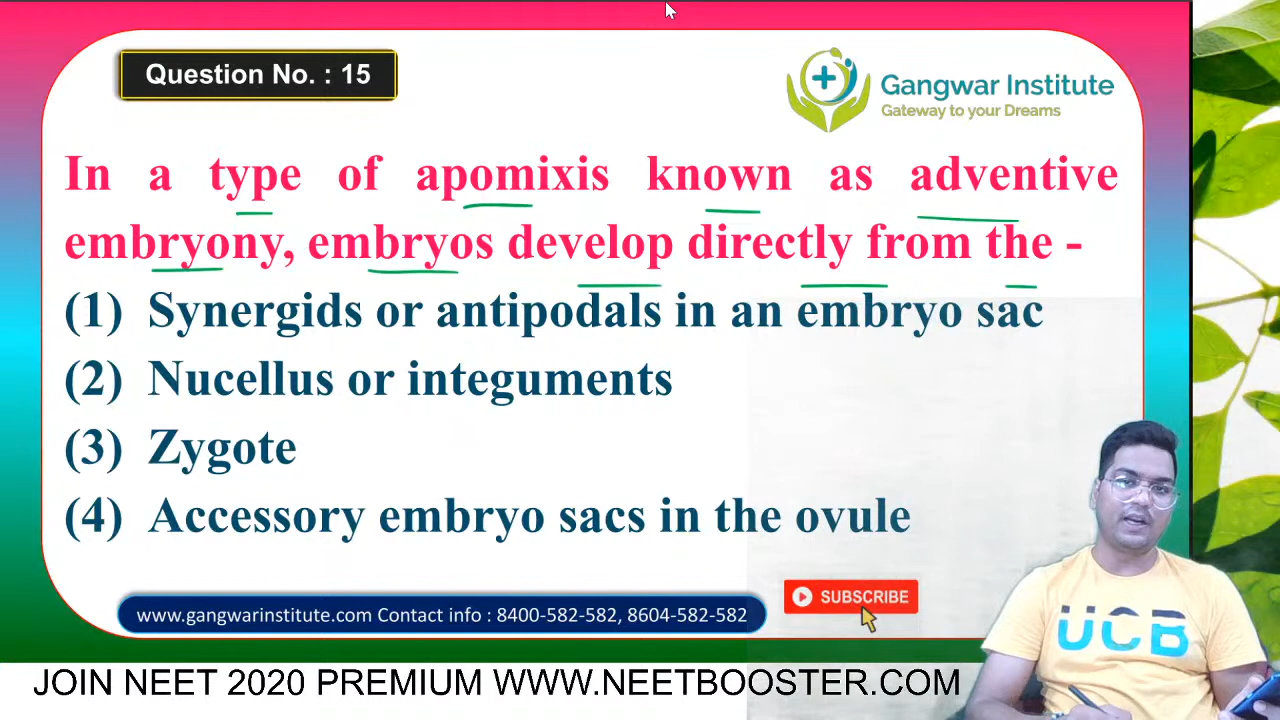 Question No. : 15
Gangwar Institute
Gateway to your Dreams
In a type of apomixis known as adventive
embryony, embryos develop directly from the -
(1) Synergids or antipodals in an embryo sac
(2) Nucellus or integuments
(3) Zygote
(4) Accessory embryo sacs in the ovule
SUBSCRIBE
www.gangwarinstitute.com Contact info : 8400-582-582, 8604-582-582
UCB
JOIN NEET 2020 PREMIUM WWW.NEETBOOSTER.COM